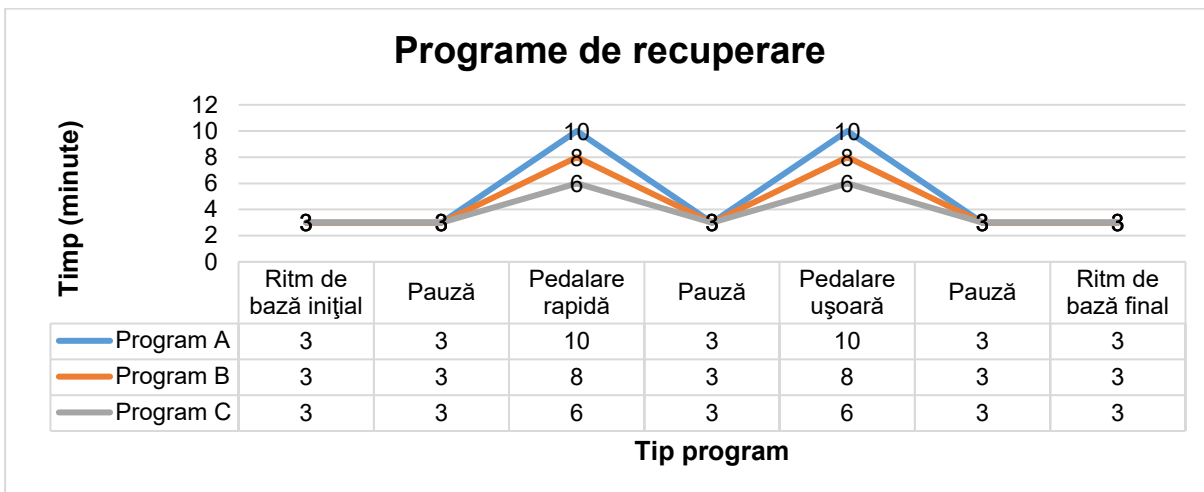 Programe de recuperare
Timp (minute)
12
10
8
6
4
2
0
10
10
8
8
6
6
3
3
3
3
3
Ritm de
bază iniţial
Pauză
Pedalare
rapidă
Pauză
Pedalare
uşoară
Pauză
Ritm de
bază final
Program A 3 3 10 3 10 3 3
Program B 3 3 8 3 8 3 3
Program C 3 3 6 3 6 3 3
Tip program